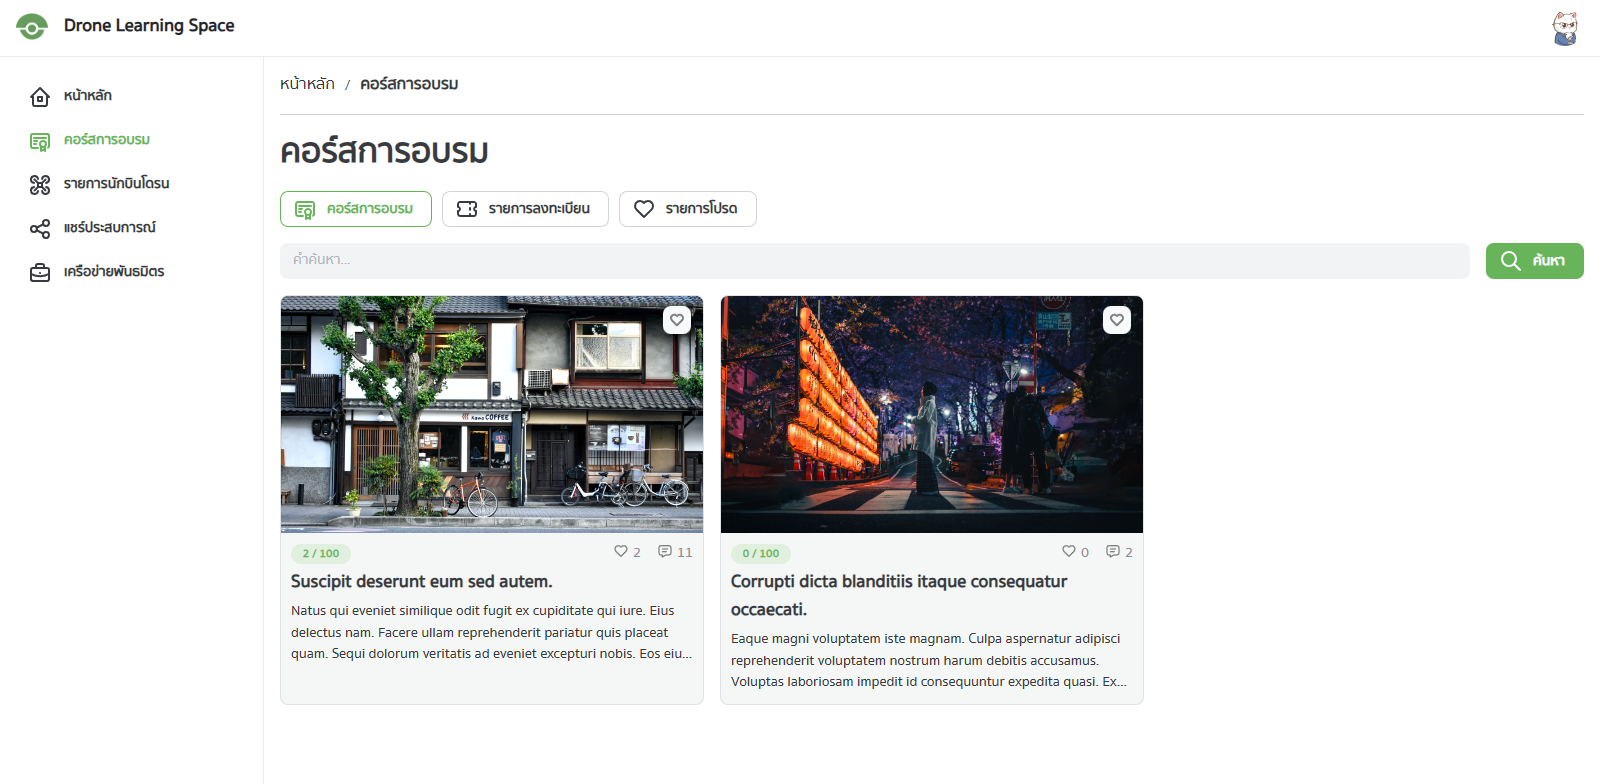 Drone Learning Space
หน้าหลัก
คอร์สการอบรม
รายการนักบินโดรน
แชร์ประสบการณ์
เครือข่ายพันธมิตร
หน้าหลัก / คอร์สการอบรม
คอร์สการอบรม
คอร์สการอบรม
รายการลงทะเบียน
รายการโปรด
คำค้นหา...
ค้นหา
COFFEE
2 / 100
2
11
Suscipit deserunt eum sed autem.
Natus qui eveniet similique odit fugit ex cupiditate qui iure. Eius
delectus nam. Facere ullam reprehenderit pariatur quis placeat
quam. Sequi dolorum veritatis ad eveniet excepturi nobis. Eos eiu...
0 / 100
0
2
Corrupti dicta blanditiis itaque consequatur
occaecati.
Eaque magni voluptatem iste magnam. Culpa aspernatur adipisci
reprehenderit voluptatem nostrum harum debitis accusamus.
Voluptas laboriosam impedit id consequuntur expedita quasi. Ex...